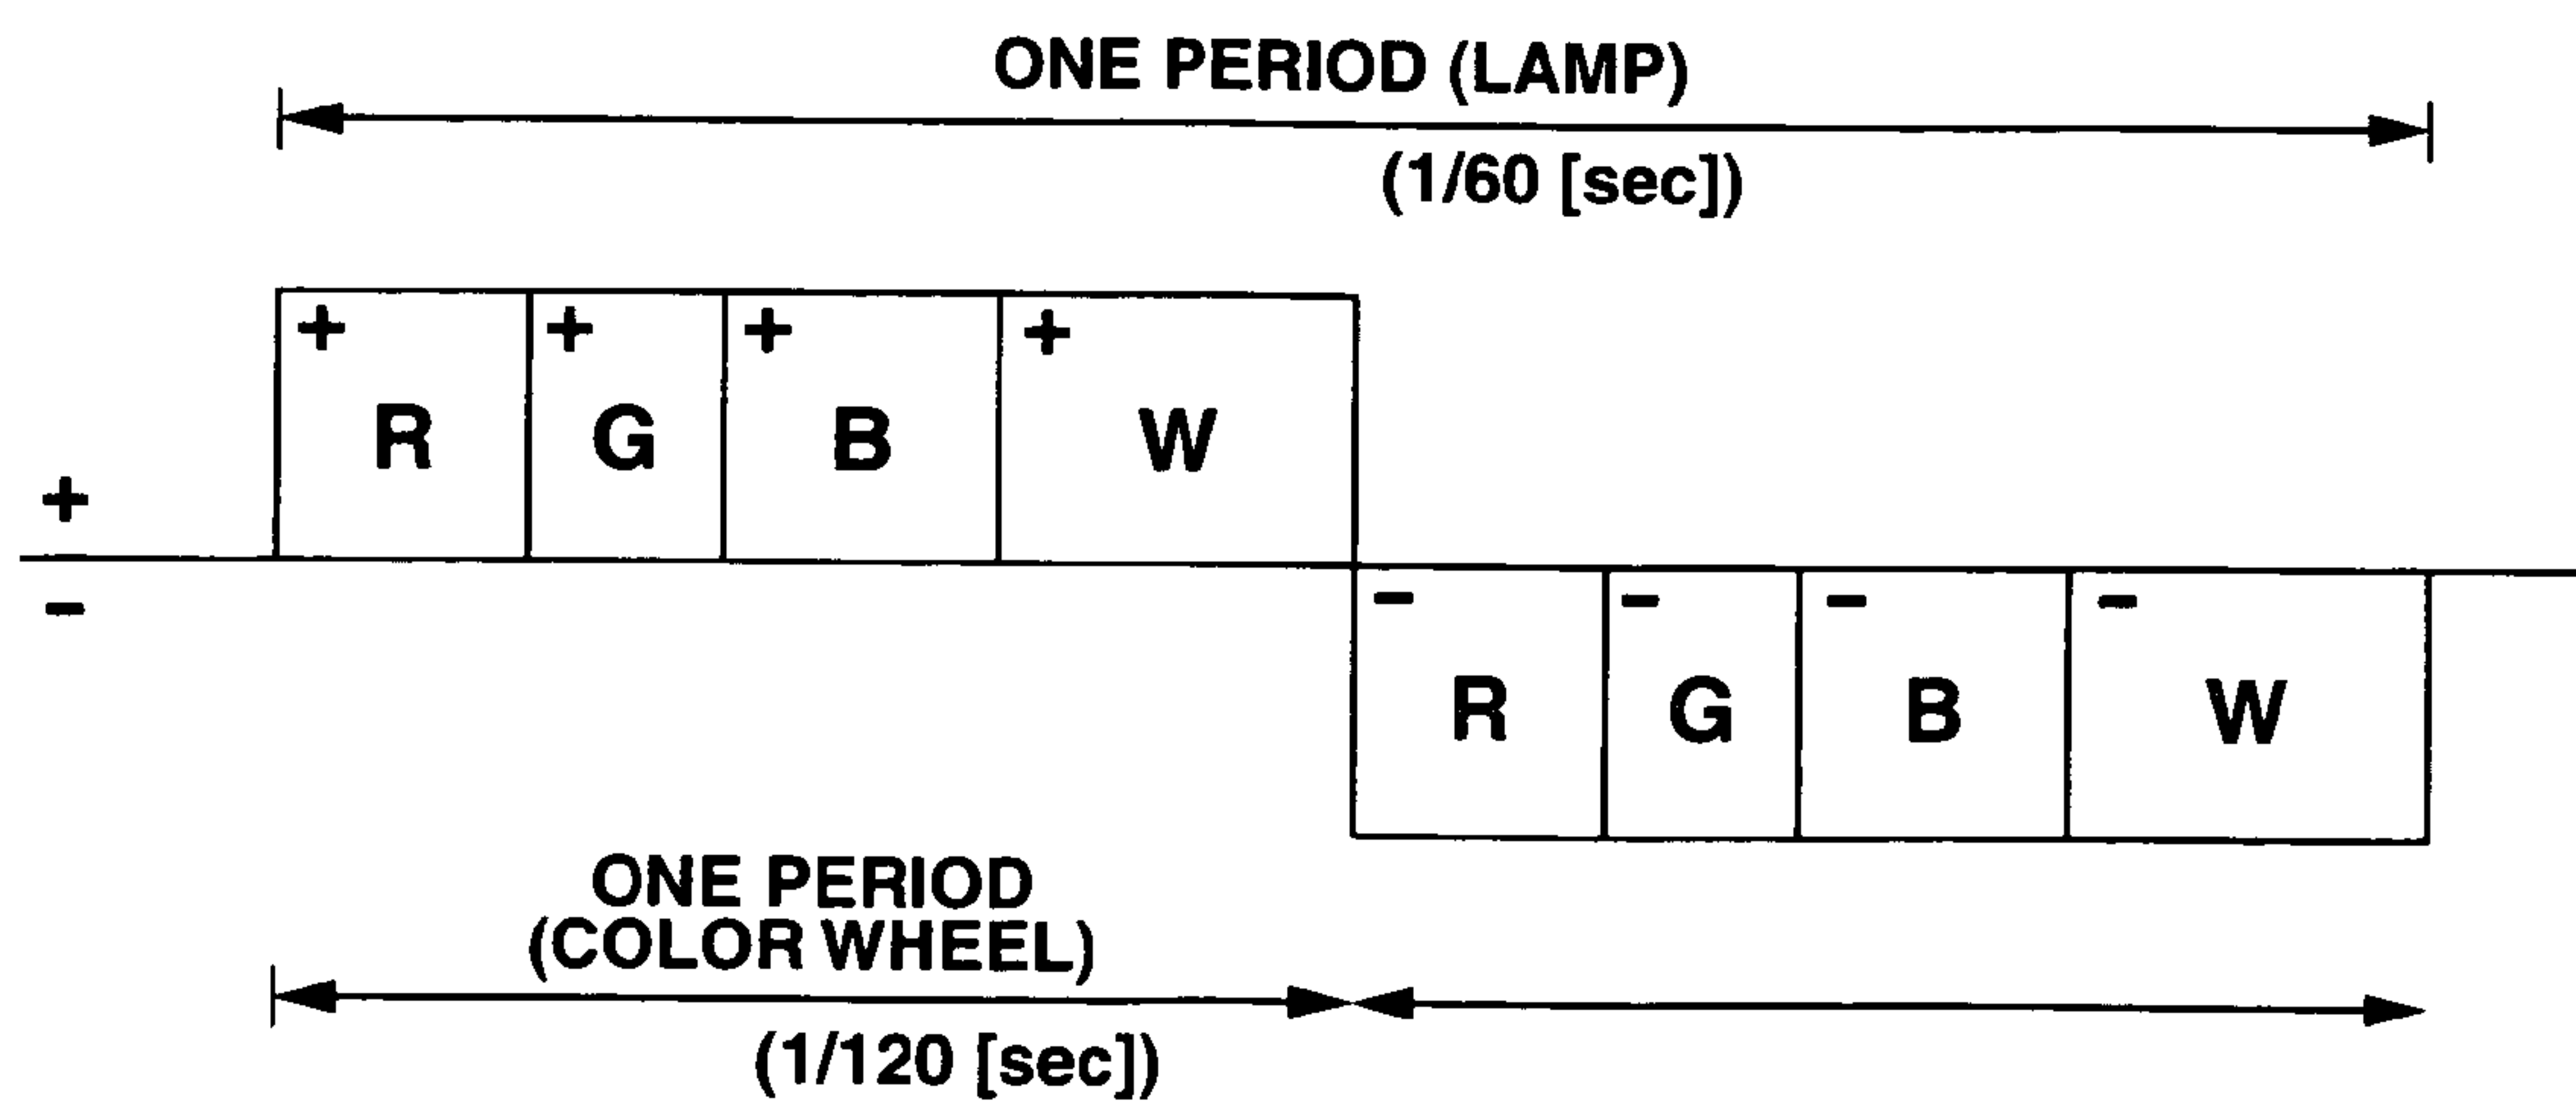 ONE PERIOD (LAMP)
(1/60 [sec])
+ + + +
R G B W
+
−
− − − −
R G B W
ONE PERIOD
(COLOR WHEEL)
(1/120 [sec])